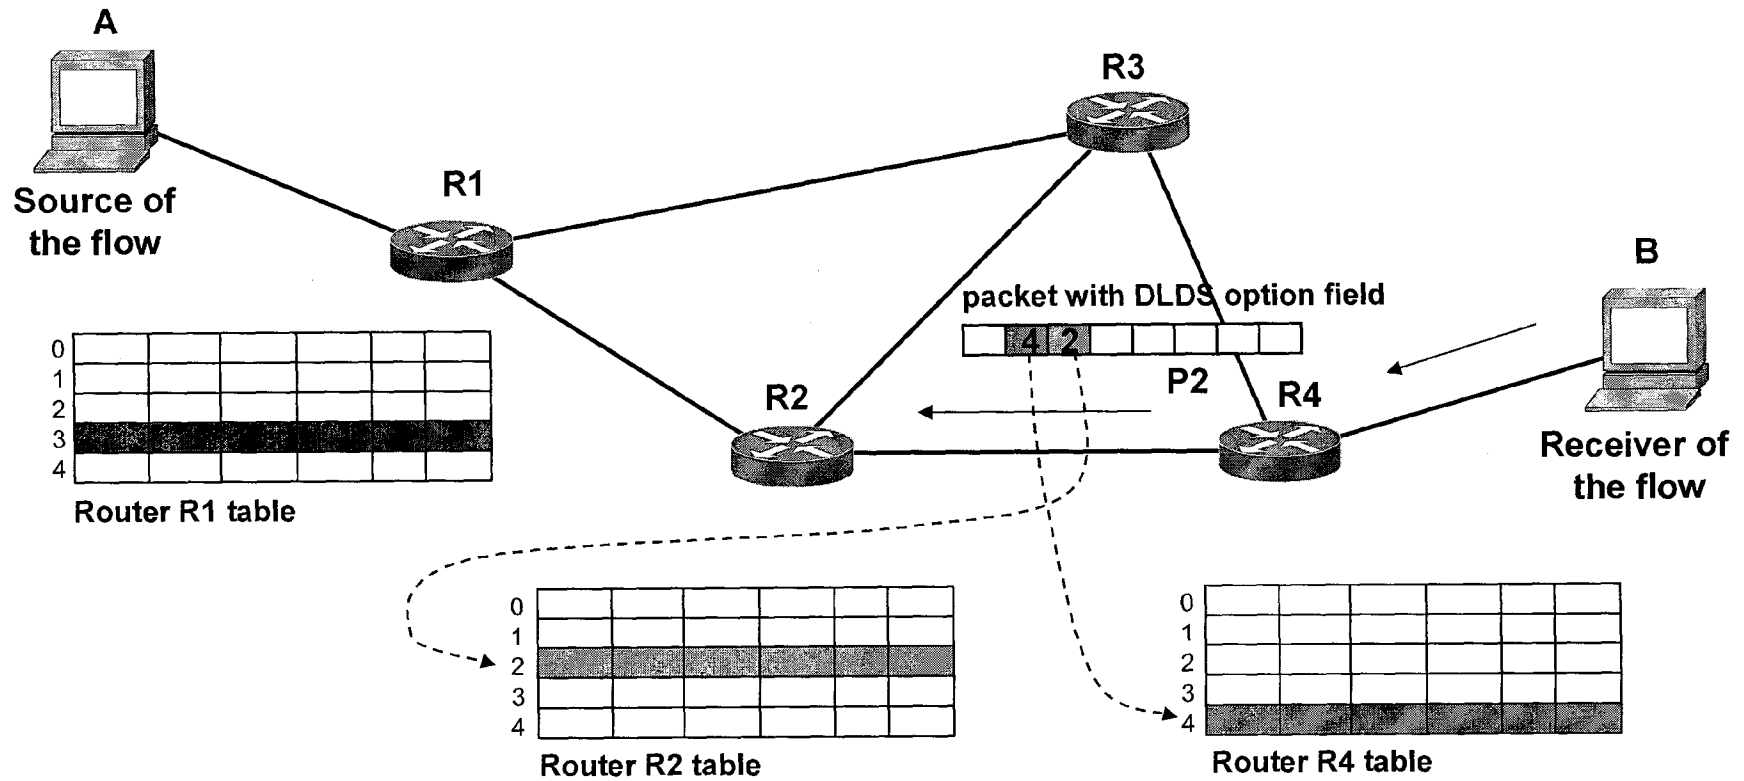 A
Source of
the flow
R1
R3
B
packet with DLDS option field
4 2
P2
R2
R4
Receiver of
the flow
0
1
2
3
4
Router R1 table
0
1
2
3
4
Router R2 table
0
1
2
3
4
Router R4 table